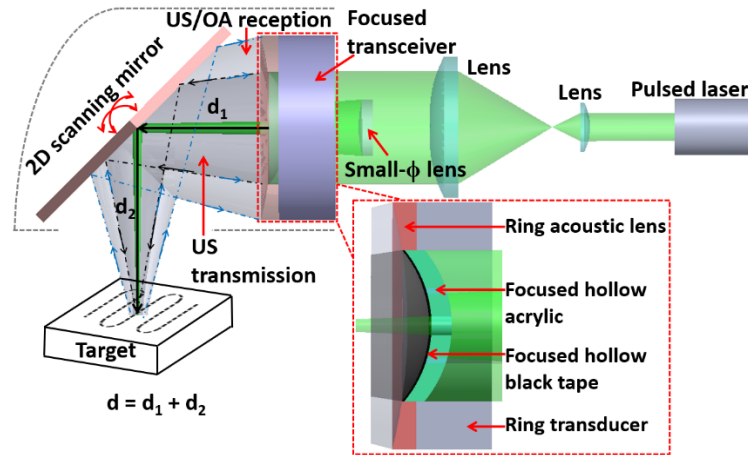 US/OA reception
Focused
transceiver
Lens
Lens
Pulsed laser
2D scanning mirror
d₁
Small-ϕ lens
d₂
US
transmission
Target
d = d₁ + d₂
Ring acoustic lens
Focused hollow
acrylic
Focused hollow
black tape
Ring transducer